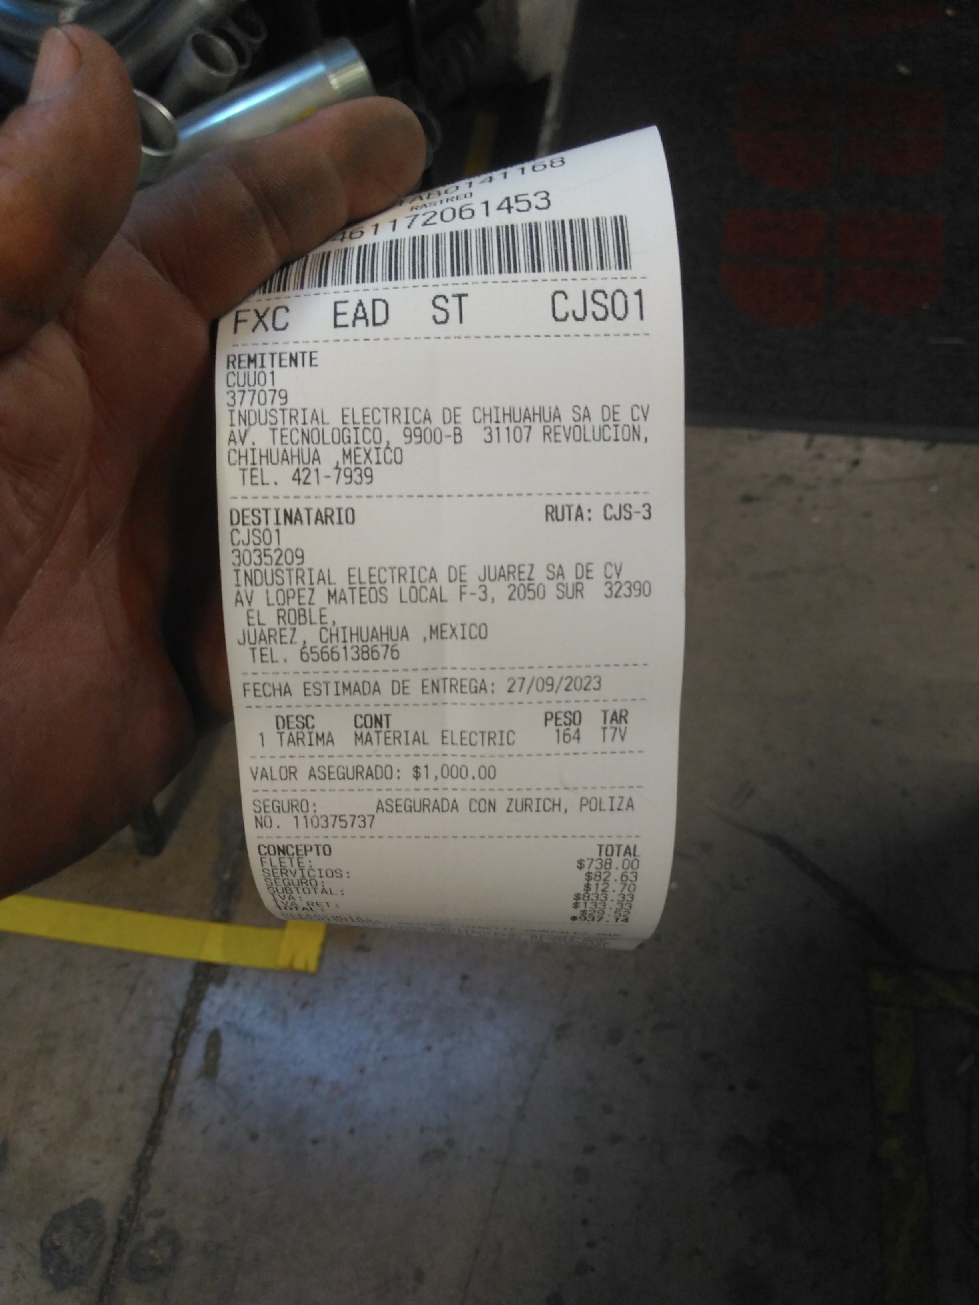 RASTREO
461172061453
FXC EAD ST CJS01
REMITENTE
CUU01
377079
INDUSTRIAL ELECTRICA DE CHIHUAHUA SA DE CV
AV. TECNOLOGICO, 9900-B 31107 REVOLUCION,
CHIHUAHUA ,MEXICO
TEL. 421-7939
DESTINATARIO RUTA: CJS-3
CJS01
3035209
INDUSTRIAL ELECTRICA DE JUAREZ SA DE CV
AV LOPEZ MATEOS LOCAL F-3, 2050 SUR 32390
EL ROBLE,
JUAREZ, CHIHUAHUA ,MEXICO
TEL. 6566138676
FECHA ESTIMADA DE ENTREGA: 27/09/2023
DESC CONT PESO TAR
1 TARIMA MATERIAL ELECTRIC 164 T7V
VALOR ASEGURADO: $1,000.00
SEGURO: ASEGURADA CON ZURICH, POLIZA
NO. 110375737
CONCEPTO TOTAL
FLETE: $738.00
SERVICIOS: $82.63
SEGURO: $12.70
SUBTOTAL: $833.33
IVA: $133.33
IVA RET:
TOTAL: